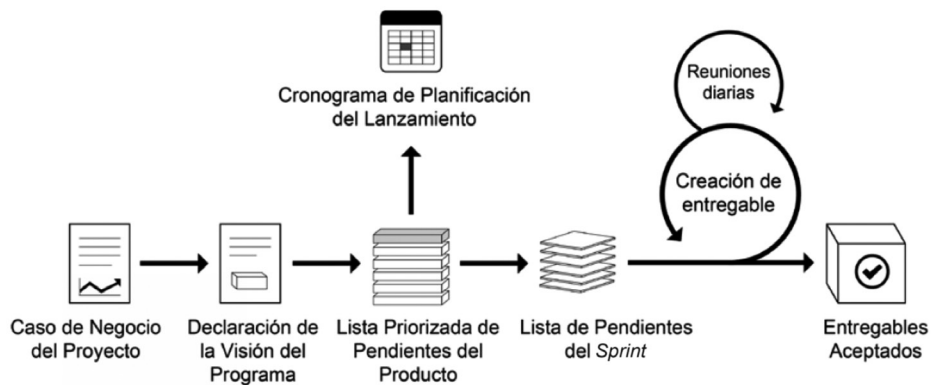 Cronograma de Planificación
del Lanzamiento
Reuniones
diarias
Creación de
entregable
Caso de Negocio
del Proyecto
Declaración de
la Visión del
Programa
Lista Priorizada de
Pendientes del
Producto
Lista de Pendientes
del Sprint
Entregables
Aceptados